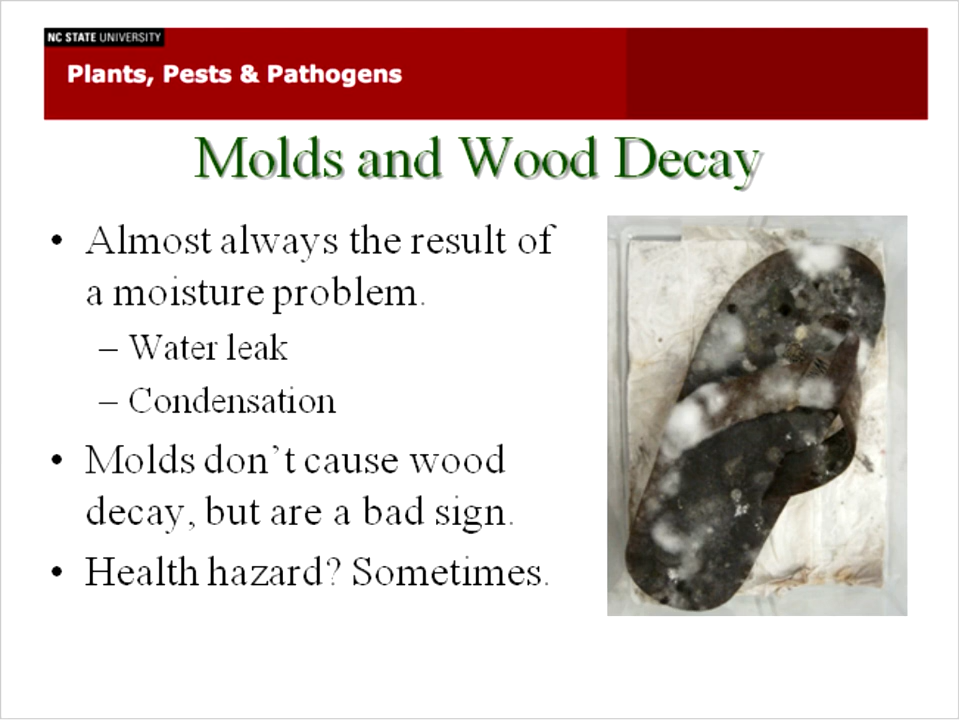 NC STATE UNIVERSITY
Plants, Pests & Pathogens
Molds and Wood Decay
• Almost always the result of
a moisture problem.
– Water leak
– Condensation
• Molds don't cause wood
decay, but are a bad sign.
• Health hazard? Sometimes.